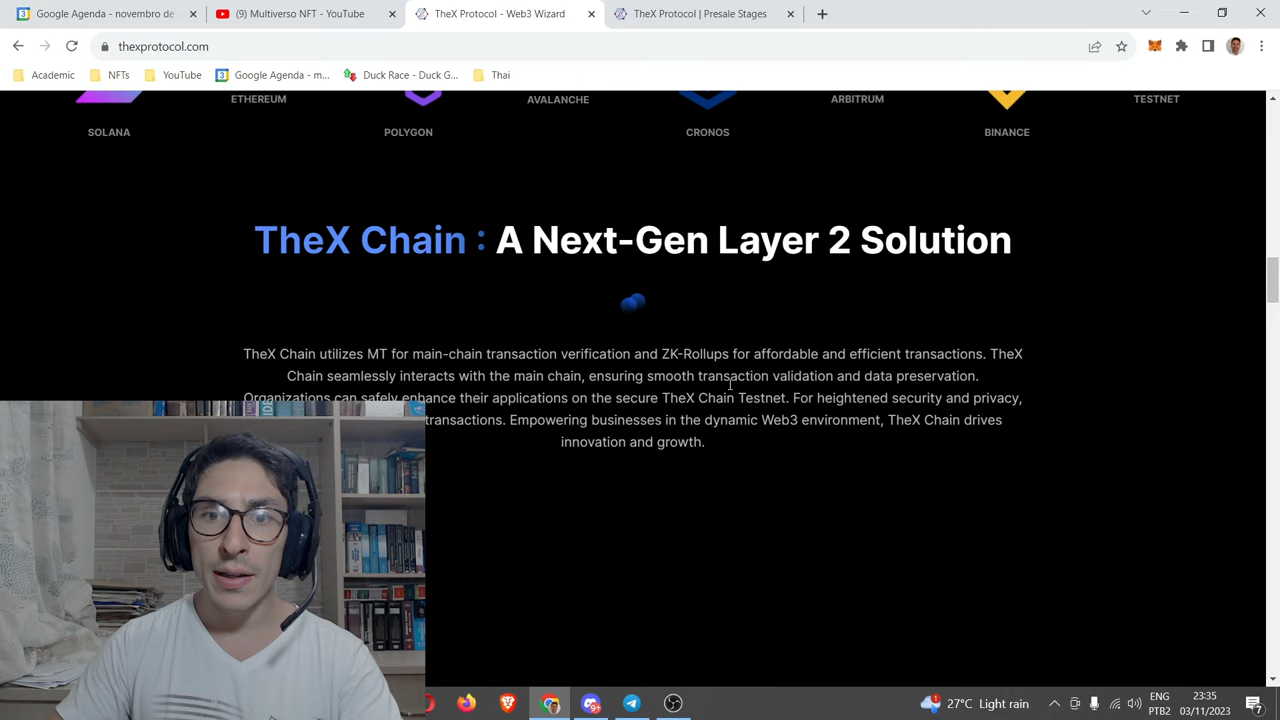 Google Agenda - novembro de
(9) Multiverso NFT - YouTube
TheX Protocol - Web3 Wizard
TheX Protocol | Presale Stages
thexprotocol.com
Academic
NFTs
YouTube
Google Agenda - m...
Duck Race - Duck G...
Thai
ETHEREUM
AVALANCHE
ARBITRUM
TESTNET
SOLANA
POLYGON
CRONOS
BINANCE
TheX Chain : A Next-Gen Layer 2 Solution
TheX Chain utilizes MT for main-chain transaction verification and ZK-Rollups for affordable and efficient transactions. TheX
Chain seamlessly interacts with the main chain, ensuring smooth transaction validation and data preservation.
Organizations can safely enhance their applications on the secure TheX Chain Testnet. For heightened security and privacy,
transactions. Empowering businesses in the dynamic Web3 environment, TheX Chain drives
innovation and growth.
9+
1
27°C Light rain
ENG
PTB2
23:35
03/11/2023
7